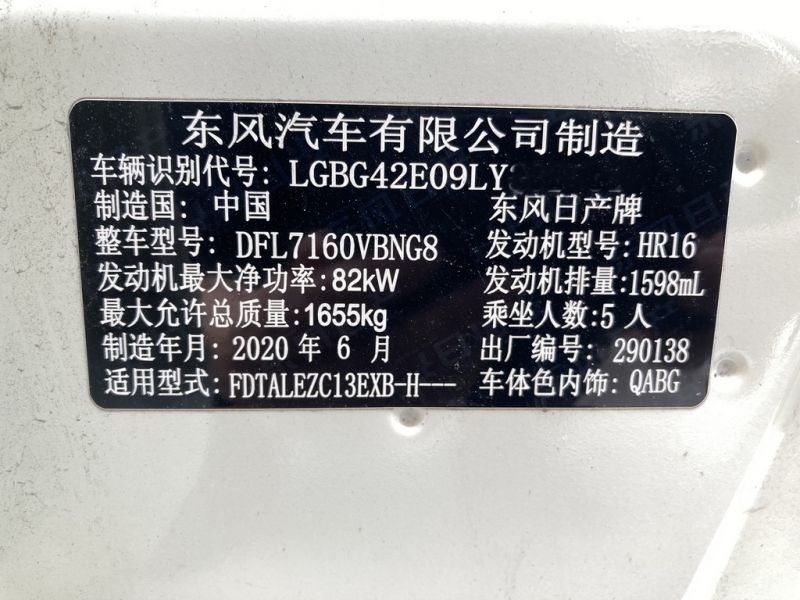 东风汽车有限公司制造
车辆识别代号: LGBG42E09LY
制造国: 中国 东风日产牌
整车型号: DFL7160VBNG8 发动机型号: HR16
发动机最大净功率: 82kW 发动机排量: 1598mL
最大允许总质量: 1655kg 乘坐人数: 5 人
制造年月: 2020 年 6 月 出厂编号: 290138
适用型式: FDTALEZC13EXB-H--- 车体色内饰: QABG